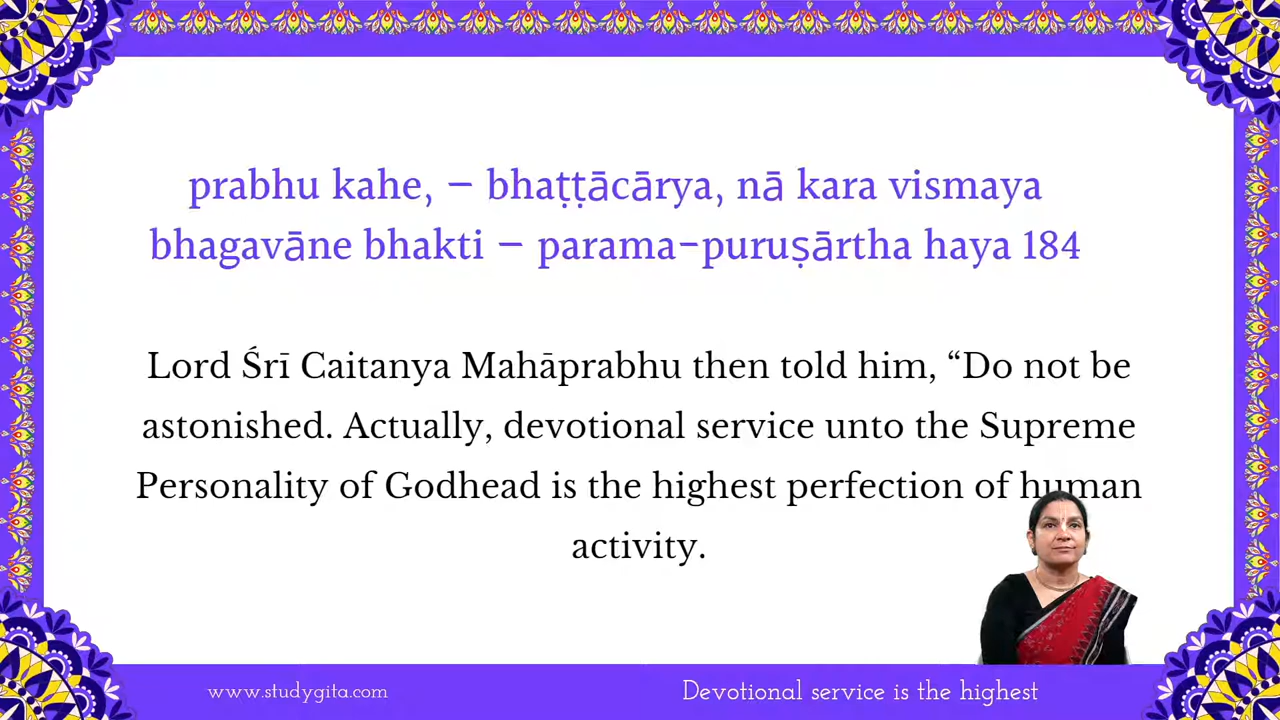 prabhu kahe, – bhaṭṭācārya, nā kara vismaya
bhagavāne bhakti – parama-puruṣārtha haya 184
Lord Śrī Caitanya Mahāprabhu then told him, “Do not be
astonished. Actually, devotional service unto the Supreme
Personality of Godhead is the highest perfection of human
activity.
www.studygita.com
Devotional service is the highest